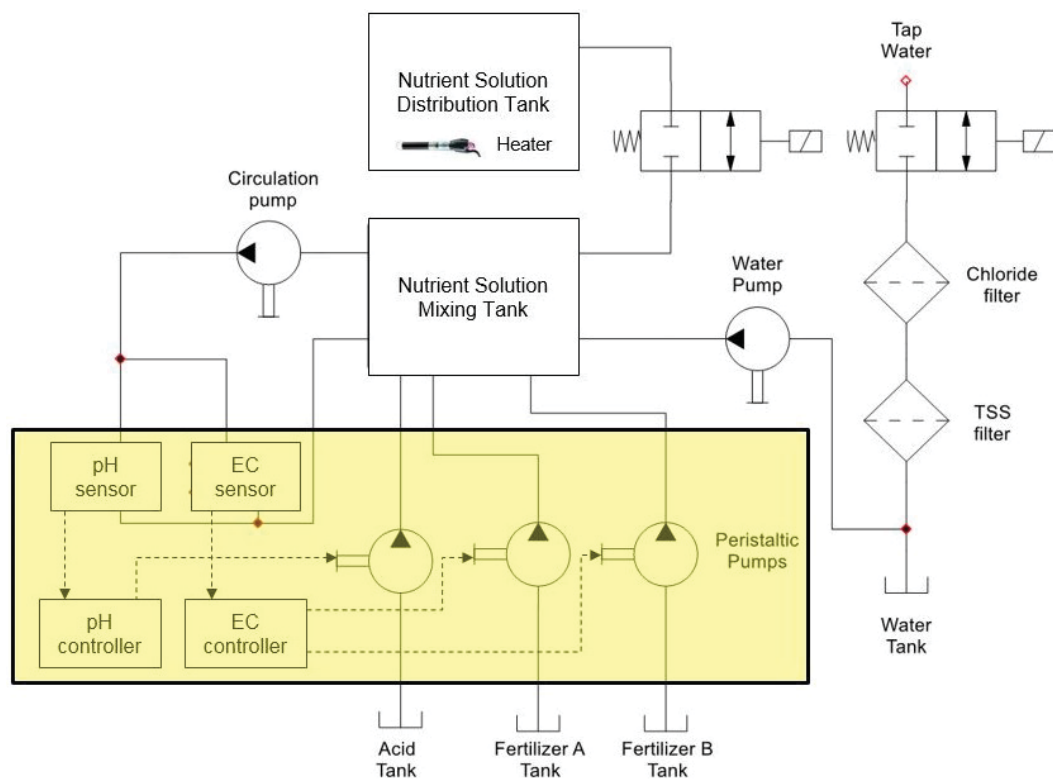 Tap
Water
Nutrient Solution
Distribution Tank
Heater
Circulation
pump
Nutrient Solution
Mixing Tank
Water
Pump
Chloride
filter
TSS
filter
pH
sensor
EC
sensor
Peristaltic
Pumps
pH
controller
EC
controller
Water
Tank
Acid
Tank
Fertilizer A
Tank
Fertilizer B
Tank